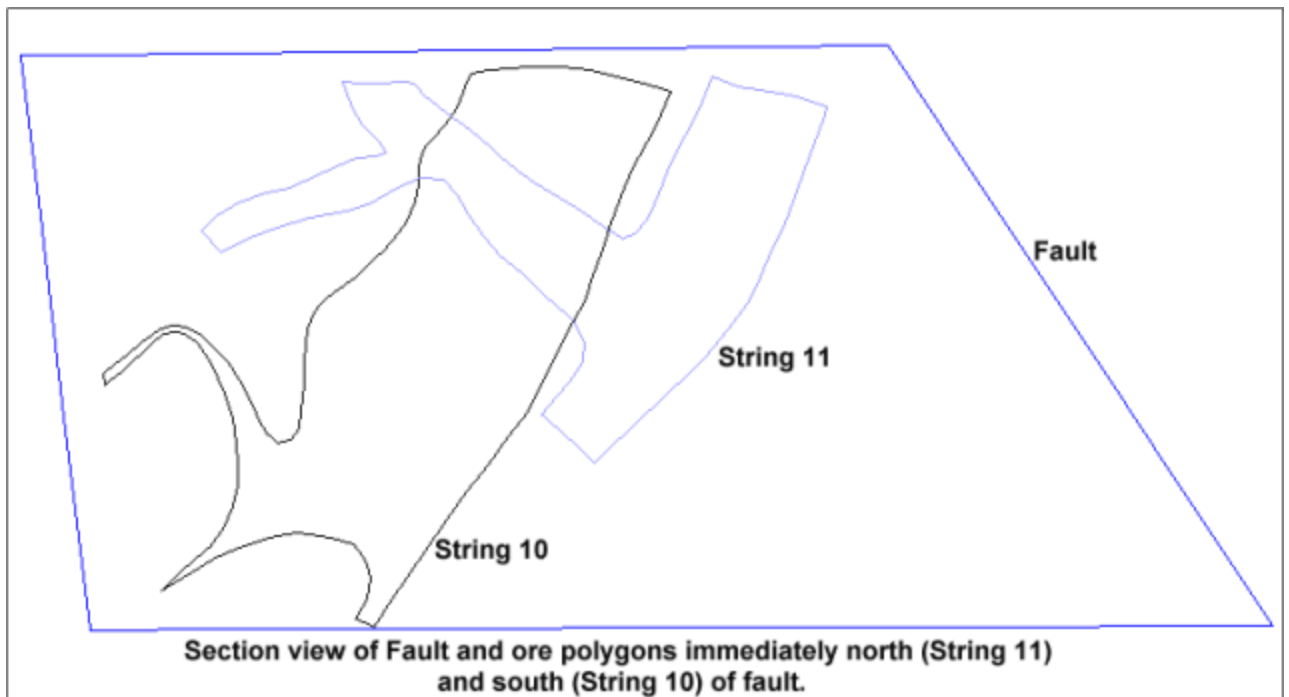 Fault
String 11
String 10
Section view of Fault and ore polygons immediately north (String 11)
and south (String 10) of fault.